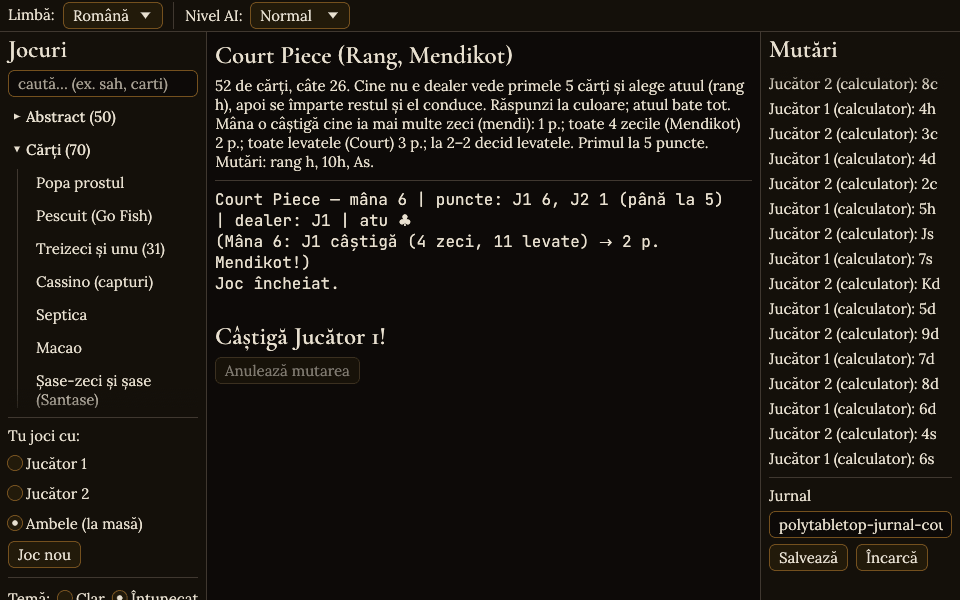 Limbă:
Română
Nivel AI:
Normal
Jocuri
caută... (ex. sah, carti)
Abstract (50)
Cărți (70)
Popa prostul
Pescuit (Go Fish)
Treizeci și unu (31)
Cassino (capturi)
Septica
Macao
Șase-zeci și șase
(Santase)
Tu joci cu:
Jucător 1
Jucător 2
Ambele (la masă)
Joc nou
Temă:
Clar
Întunecat
Court Piece (Rang, Mendikot)
52 de cărți, câte 26. Cine nu e dealer vede primele 5 cărți și alege atuul (rang
h), apoi se împarte restul și el conduce. Răspunzi la culoare; atuul bate tot.
Mâna o câștigă cine ia mai multe zeci (mendi): 1 p.; toate 4 zecile (Mendikot)
2 p.; toate levatele (Court) 3 p.; la 2–2 decid levatele. Primul la 5 puncte.
Mutări: rang h, 10h, As.
Court Piece — mâna 6 | puncte: J1 6, J2 1 (până la 5)
| dealer: J1 | atu ♣
(Mâna 6: J1 câștigă (4 zeci, 11 levate) → 2 p.
Mendikot!)
Joc încheiat.
Câștigă Jucător 1!
Anulează mutarea
Mutări
Jucător 2 (calculator): 8c
Jucător 1 (calculator): 4h
Jucător 2 (calculator): 3c
Jucător 1 (calculator): 4d
Jucător 2 (calculator): 2c
Jucător 1 (calculator): 5h
Jucător 2 (calculator): Js
Jucător 1 (calculator): 7s
Jucător 2 (calculator): Kd
Jucător 1 (calculator): 5d
Jucător 2 (calculator): 9d
Jucător 1 (calculator): 7d
Jucător 2 (calculator): 8d
Jucător 1 (calculator): 6d
Jucător 2 (calculator): 4s
Jucător 1 (calculator): 6s
Jurnal
polytabletop-jurnal-cou
Salvează
Încarcă